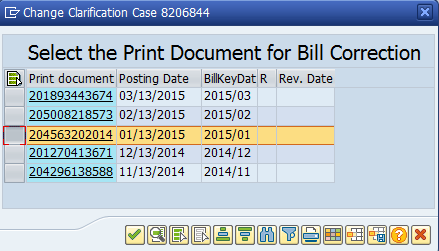 Change Clarification Case 8206844
Select the Print Document for Bill Correction
Print document Posting Date BillKeyDat R Rev. Date
201893443674 03/13/2015 2015/03
205008218573 02/13/2015 2015/02
204563202014 01/13/2015 2015/01
201270413671 12/13/2014 2014/12
204296138588 11/13/2014 2014/11